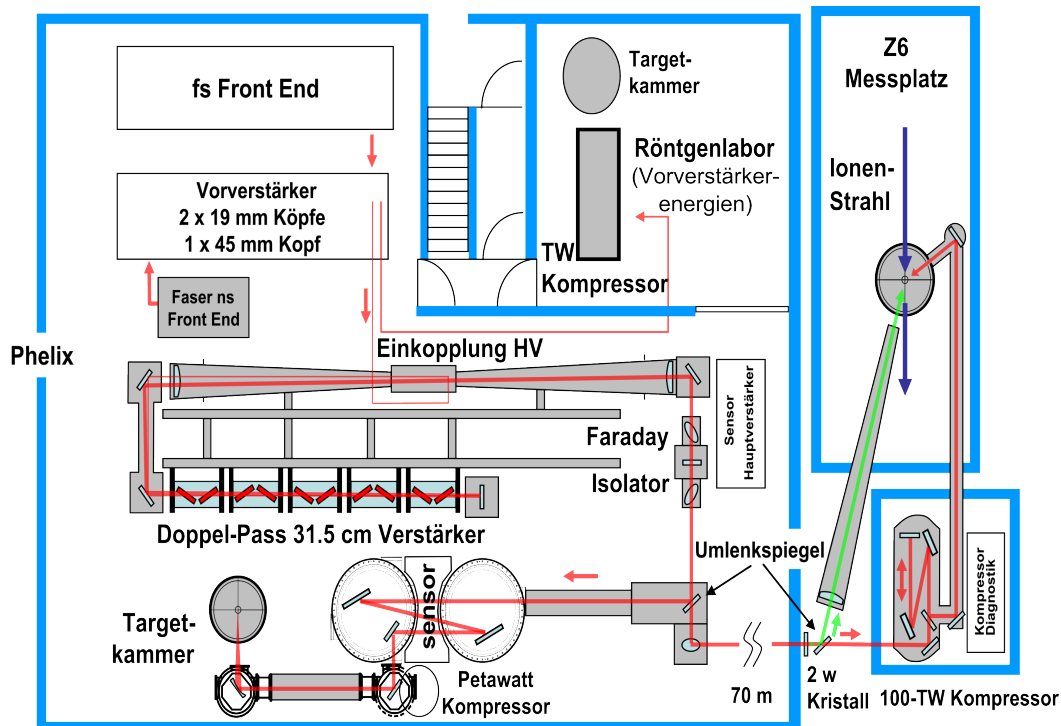 fs Front End
Vorverstärker
2 x 19 mm Köpfe
1 x 45 mm Kopf
Faser ns
Front End
Phelix
Target-
kammer
Röntgenlabor
(Vorverstärker-
energien)
TW
Kompressor
Z6
Messplatz
Ionen-
Strahl
Einkopplung HV
Faraday
Isolator
Sensor
Hauptverstärker
Doppel-Pass 31.5 cm Verstärker
Umlenkspiegel
sensor
Target-
kammer
Petawatt
Kompressor
70 m
2 w
Kristall
Kompressor
Diagnostik
100-TW Kompressor